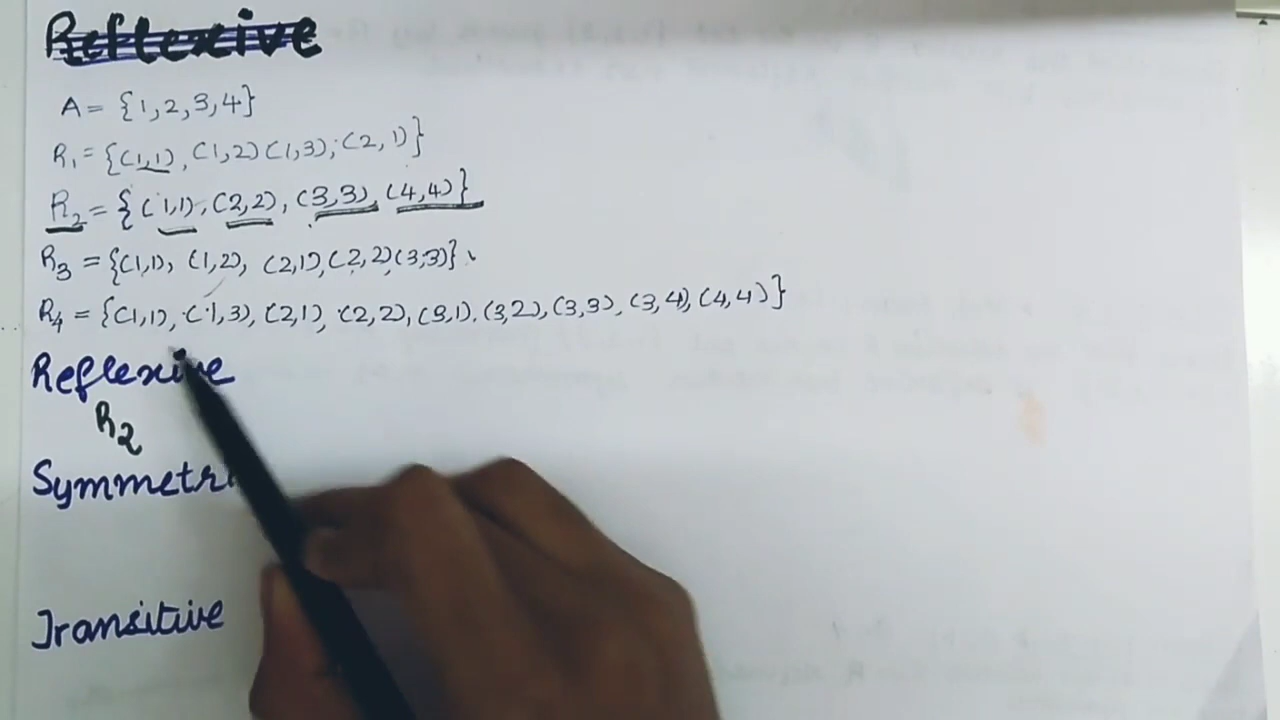 Reflexive
A = {1,2,3,4}
R₁ = {(1,1), (1,2) (1,3), (2,1)}
R₂ = {(1,1), (2,2), (3,3), (4,4)}
R₃ = {(1,1), (1,2), (2,1), (2,2) (3,3)}
R₄ = {(1,1), (1,3), (2,1), (2,2), (3,1), (3,2), (3,3), (3,4), (4,4)}
Reflexive
R₂
Symmetri
Transitive